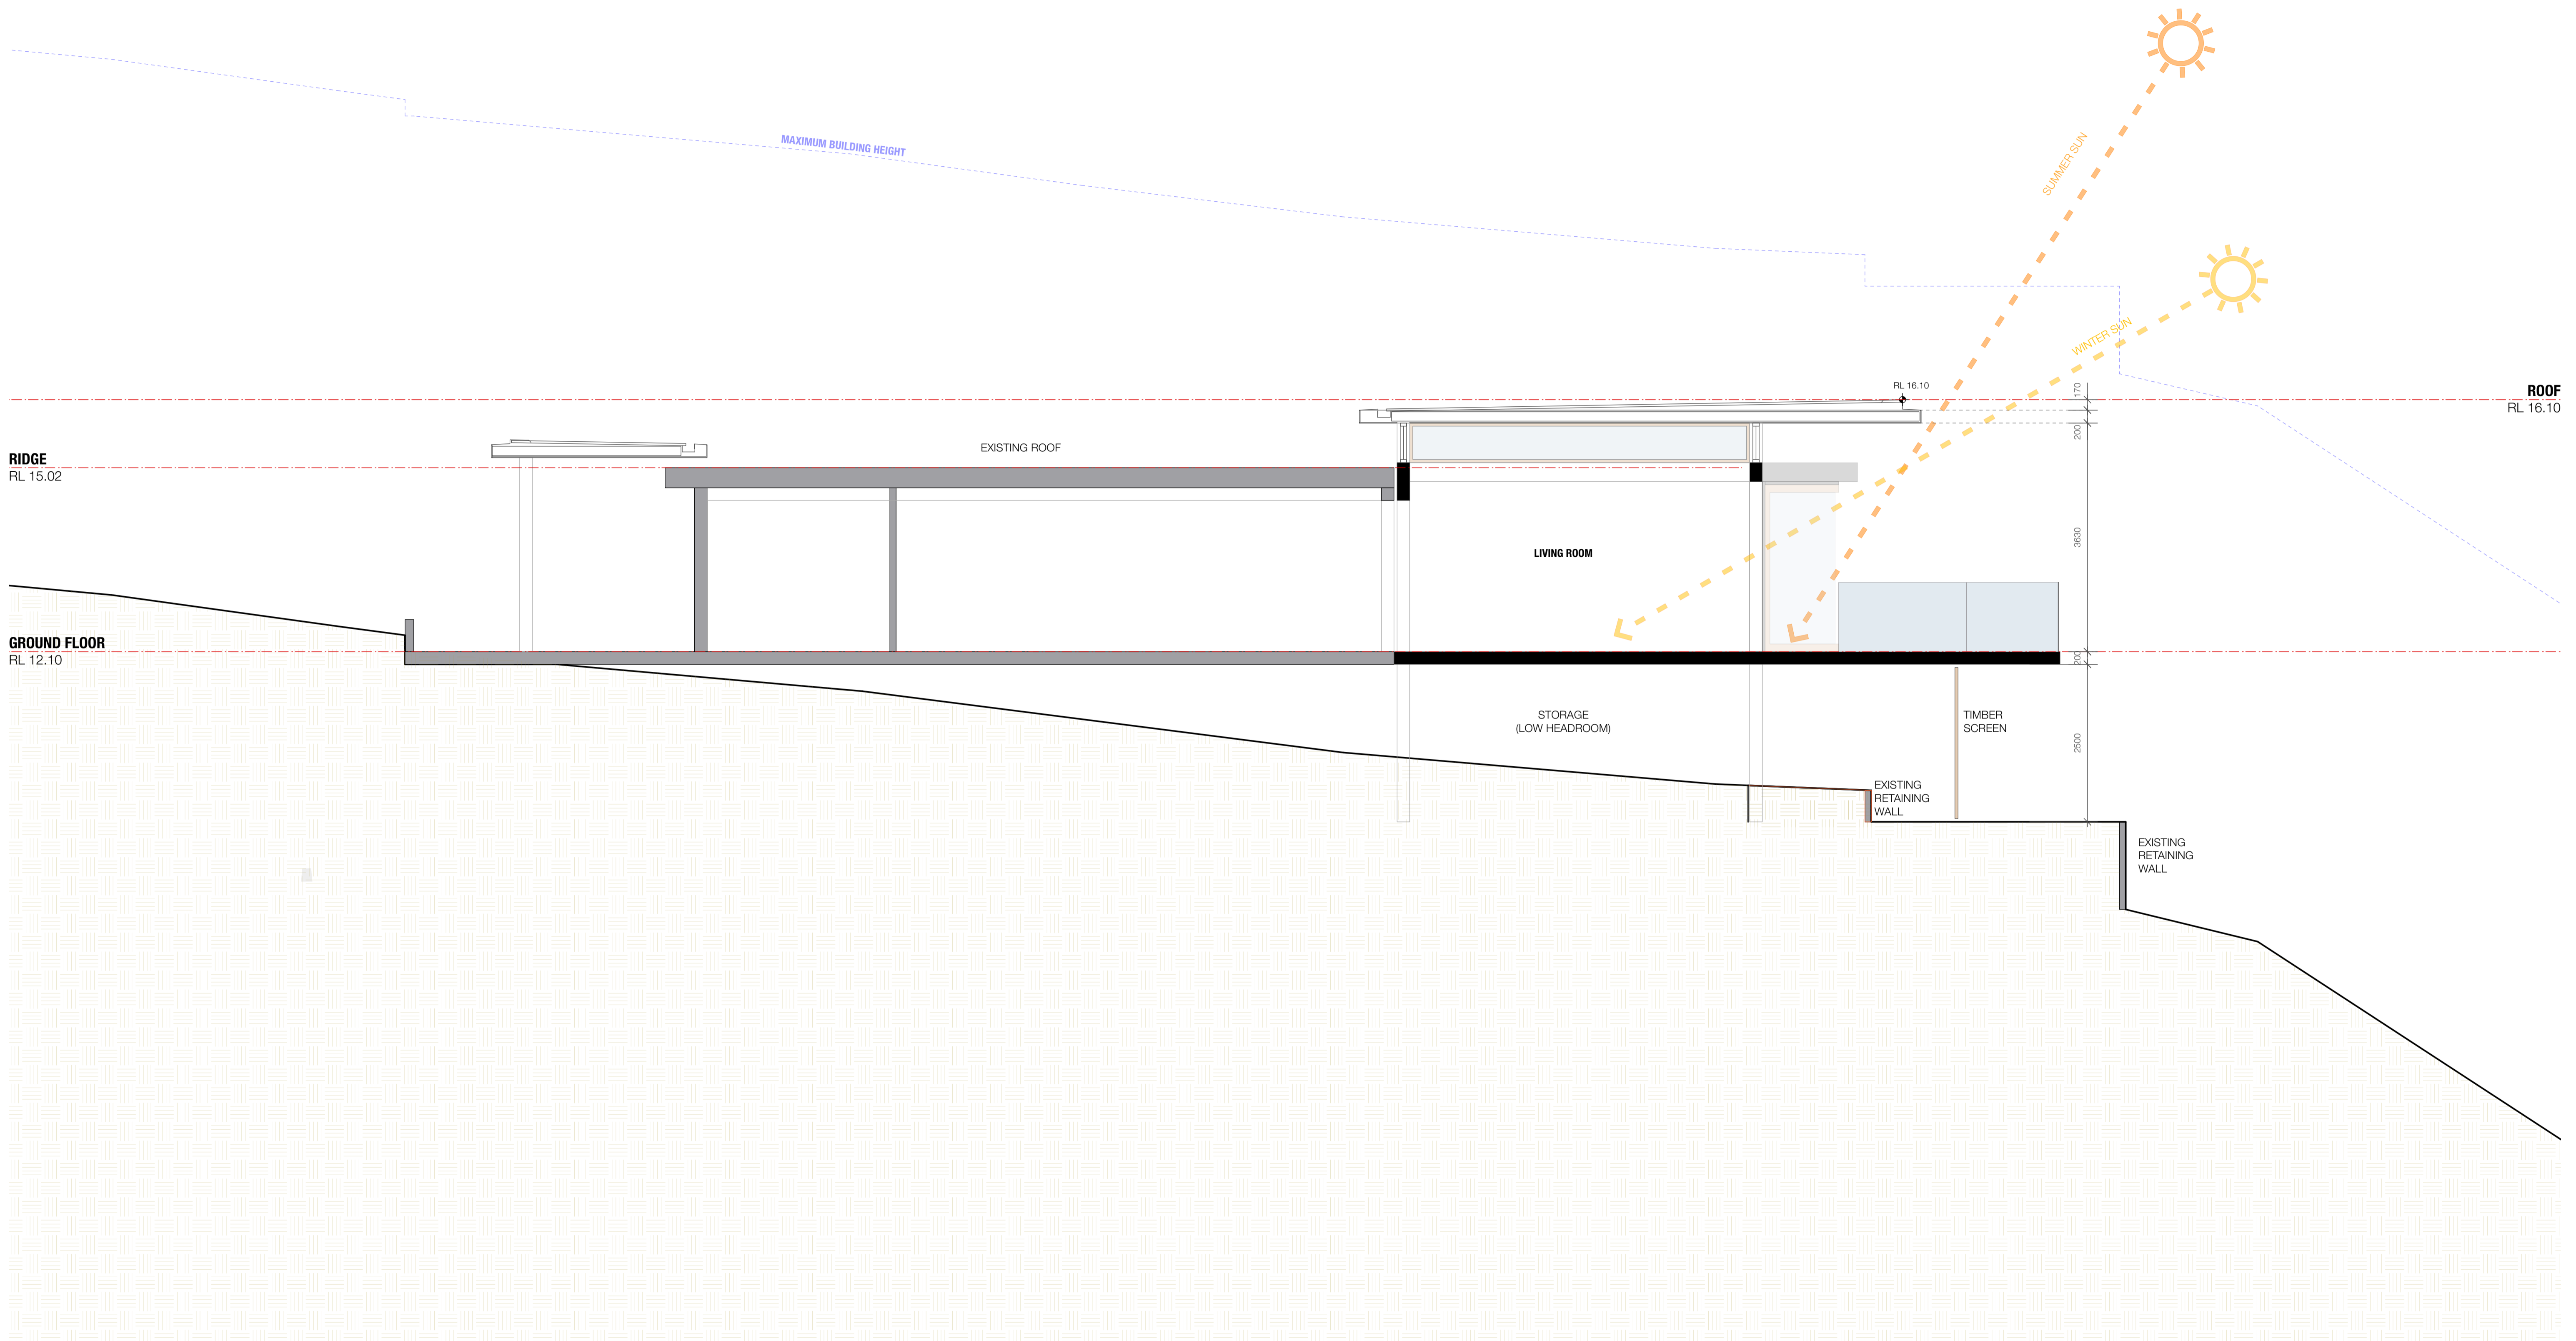 SUMMER SUN
MAXIMUM BUILDING HEIGHT
WINTER SUN
RL 16.10
170
ROOF
RL 16.10
200
EXISTING ROOF
RIDGE
RL 15.02
3630
LIVING ROOM
GROUND FLOOR
RL 12.10
200
STORAGE
(LOW HEADROOM)
TIMBER
SCREEN
2500
EXISTING
RETAINING
WALL
EXISTING
RETAINING
WALL